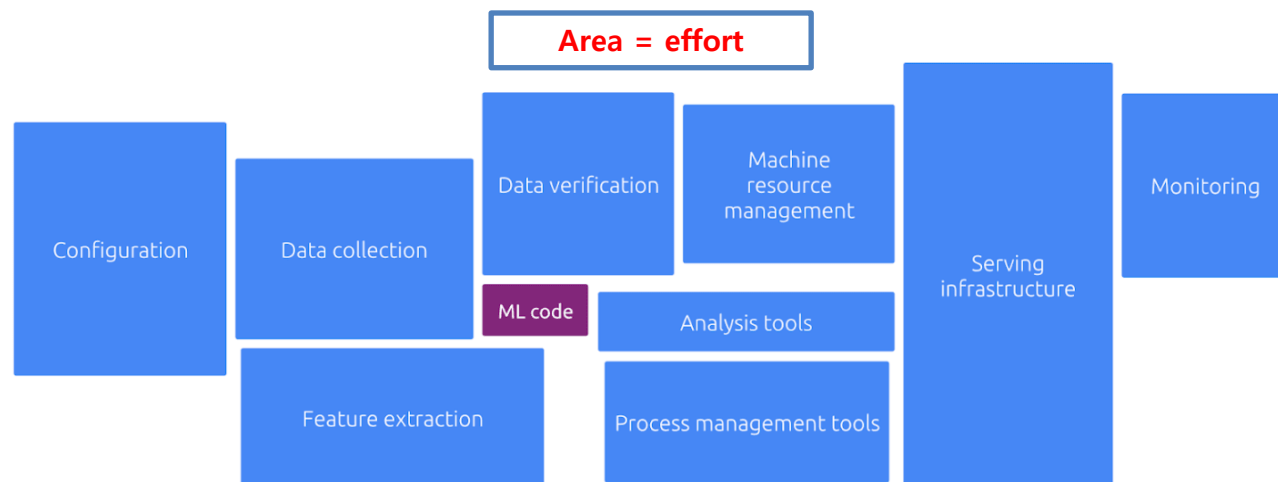 Area = effort
Configuration
Data collection
Data verification
Machine
resource
management
Serving
infrastructure
Monitoring
ML code
Analysis tools
Feature extraction
Process management tools